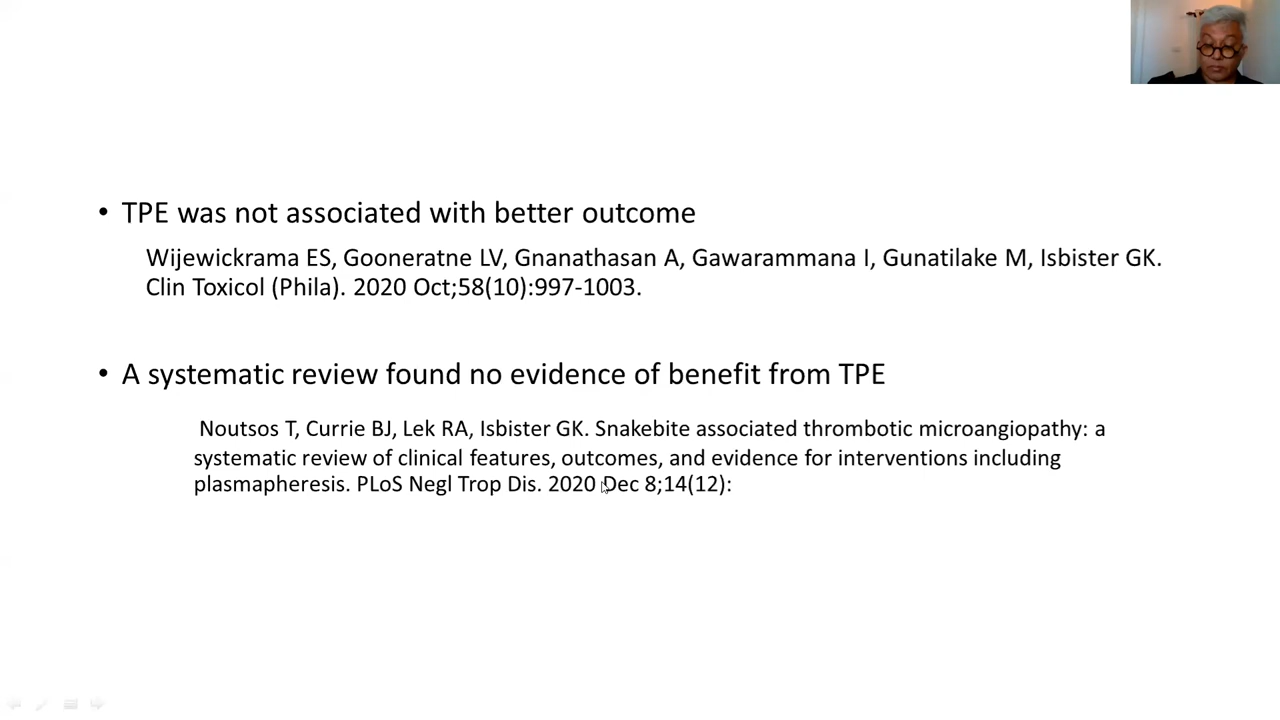 • TPE was not associated with better outcome
Wijewickrama ES, Gooneratne LV, Gnanathasan A, Gawarammana I, Gunatilake M, Isbister GK.
Clin Toxicol (Phila). 2020 Oct;58(10):997-1003.
• A systematic review found no evidence of benefit from TPE
Noutsos T, Currie BJ, Lek RA, Isbister GK. Snakebite associated thrombotic microangiopathy: a
systematic review of clinical features, outcomes, and evidence for interventions including
plasmapheresis. PLoS Negl Trop Dis. 2020 Dec 8;14(12):